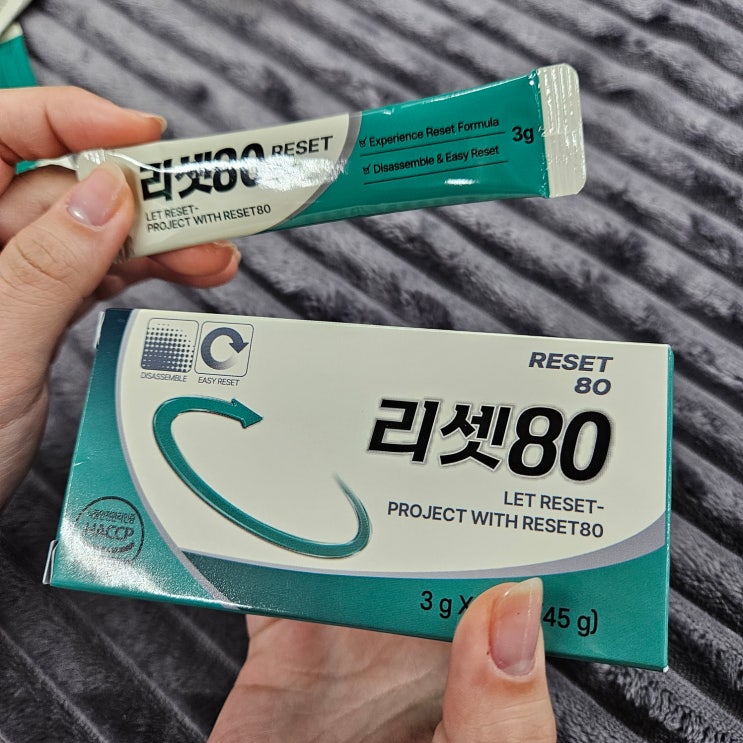 리셋80 RESET
LET RESET-
PROJECT WITH RESET80
Experience Reset Formula
Disassemble & Easy Reset
3g
DISASSEMBLE
EASY RESET
RESET
80
리셋80
LET RESET-
PROJECT WITH RESET80
HACCP
3 g
45 g)